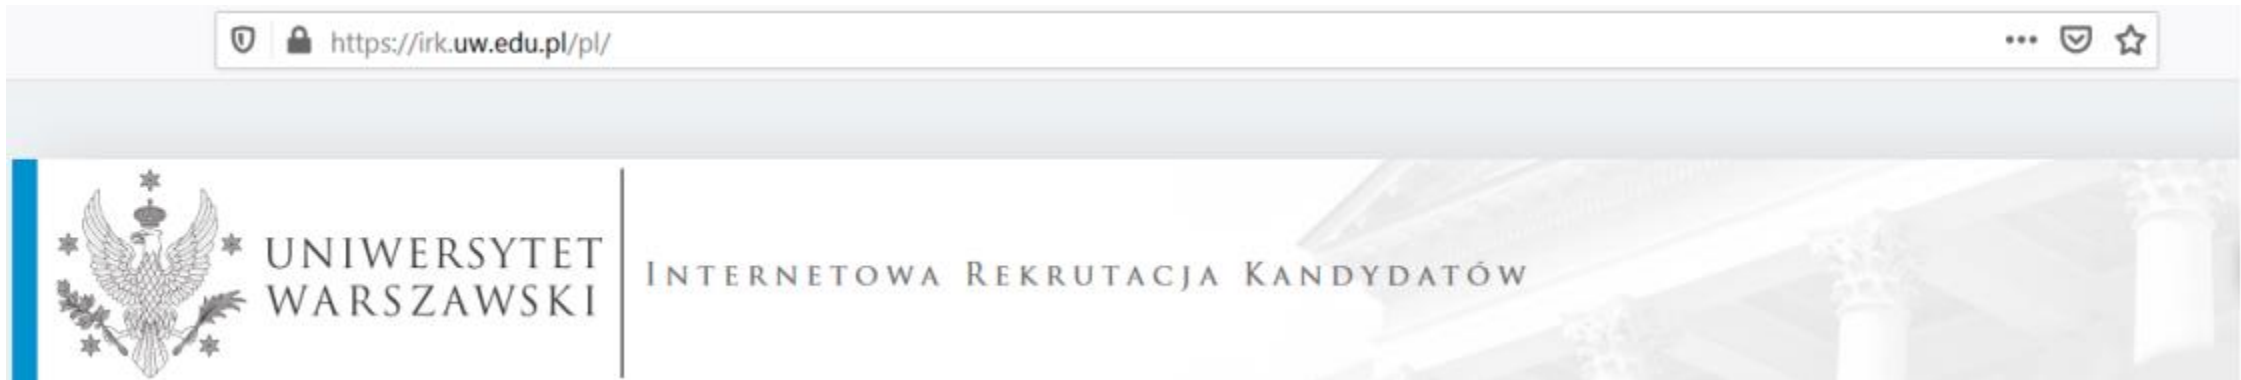 https://irk.uw.edu.pl/pl/
UNIWERSYTET
WARSZAWSKI
INTERNETOWA REKRUTACJA KANDYDATÓW